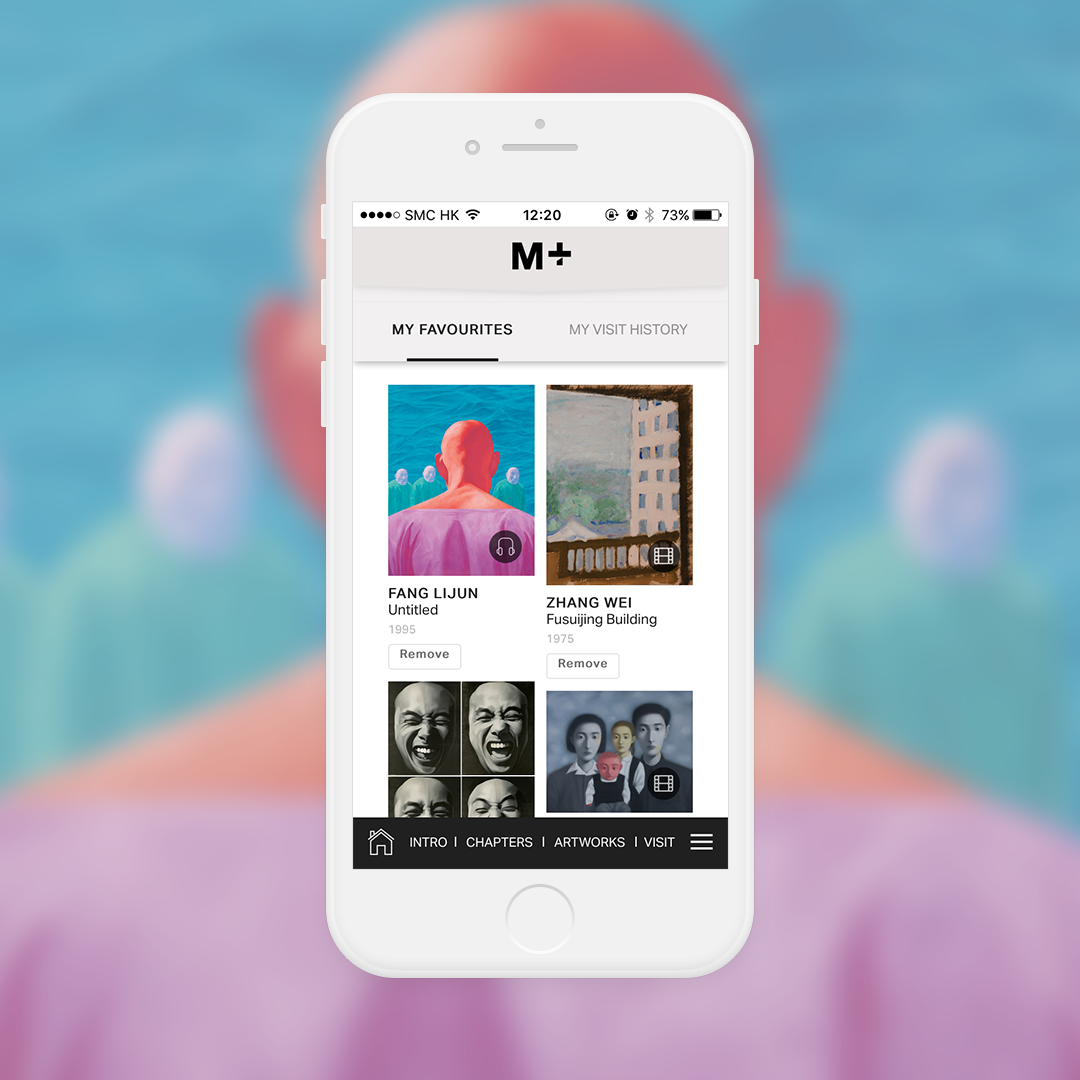 SMC HK 12:20 73%
M+
MY FAVOURITES MY VISIT HISTORY
FANG LIJUN
Untitled
1995
Remove
ZHANG WEI
Fusuijing Building
1975
Remove
INTRO | CHAPTERS | ARTWORKS | VISIT